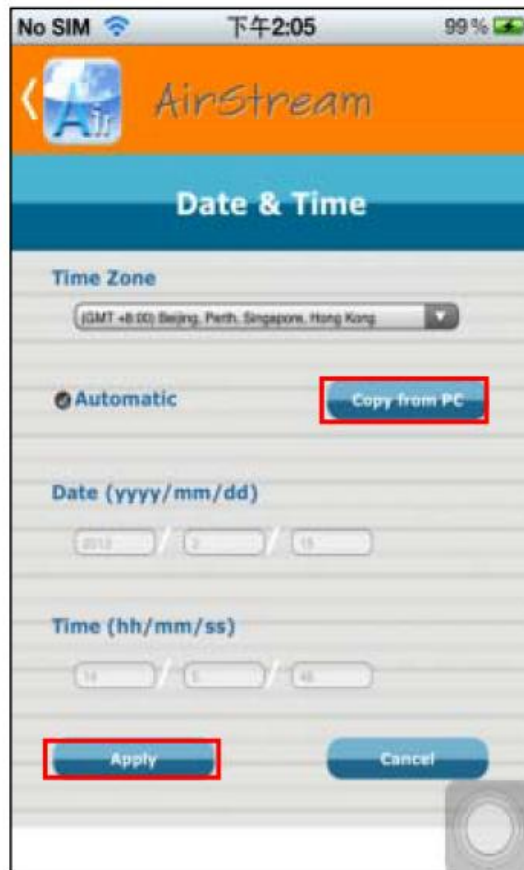 No SIM 下午2:05 99%
Air AirStream
Date & Time
Time Zone
(GMT +8:00) Beijing, Perth, Singapore, Hong Kong
Automatic Copy from PC
Date (yyyy/mm/dd)
/ 2 / 15
Time (hh/mm/ss)
14 / 5 /
Apply Cancel